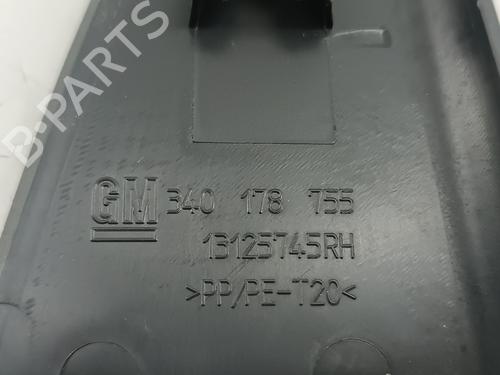 B-PARTS
GM 340 178 755
13125745RH
>PP/PE-T20<